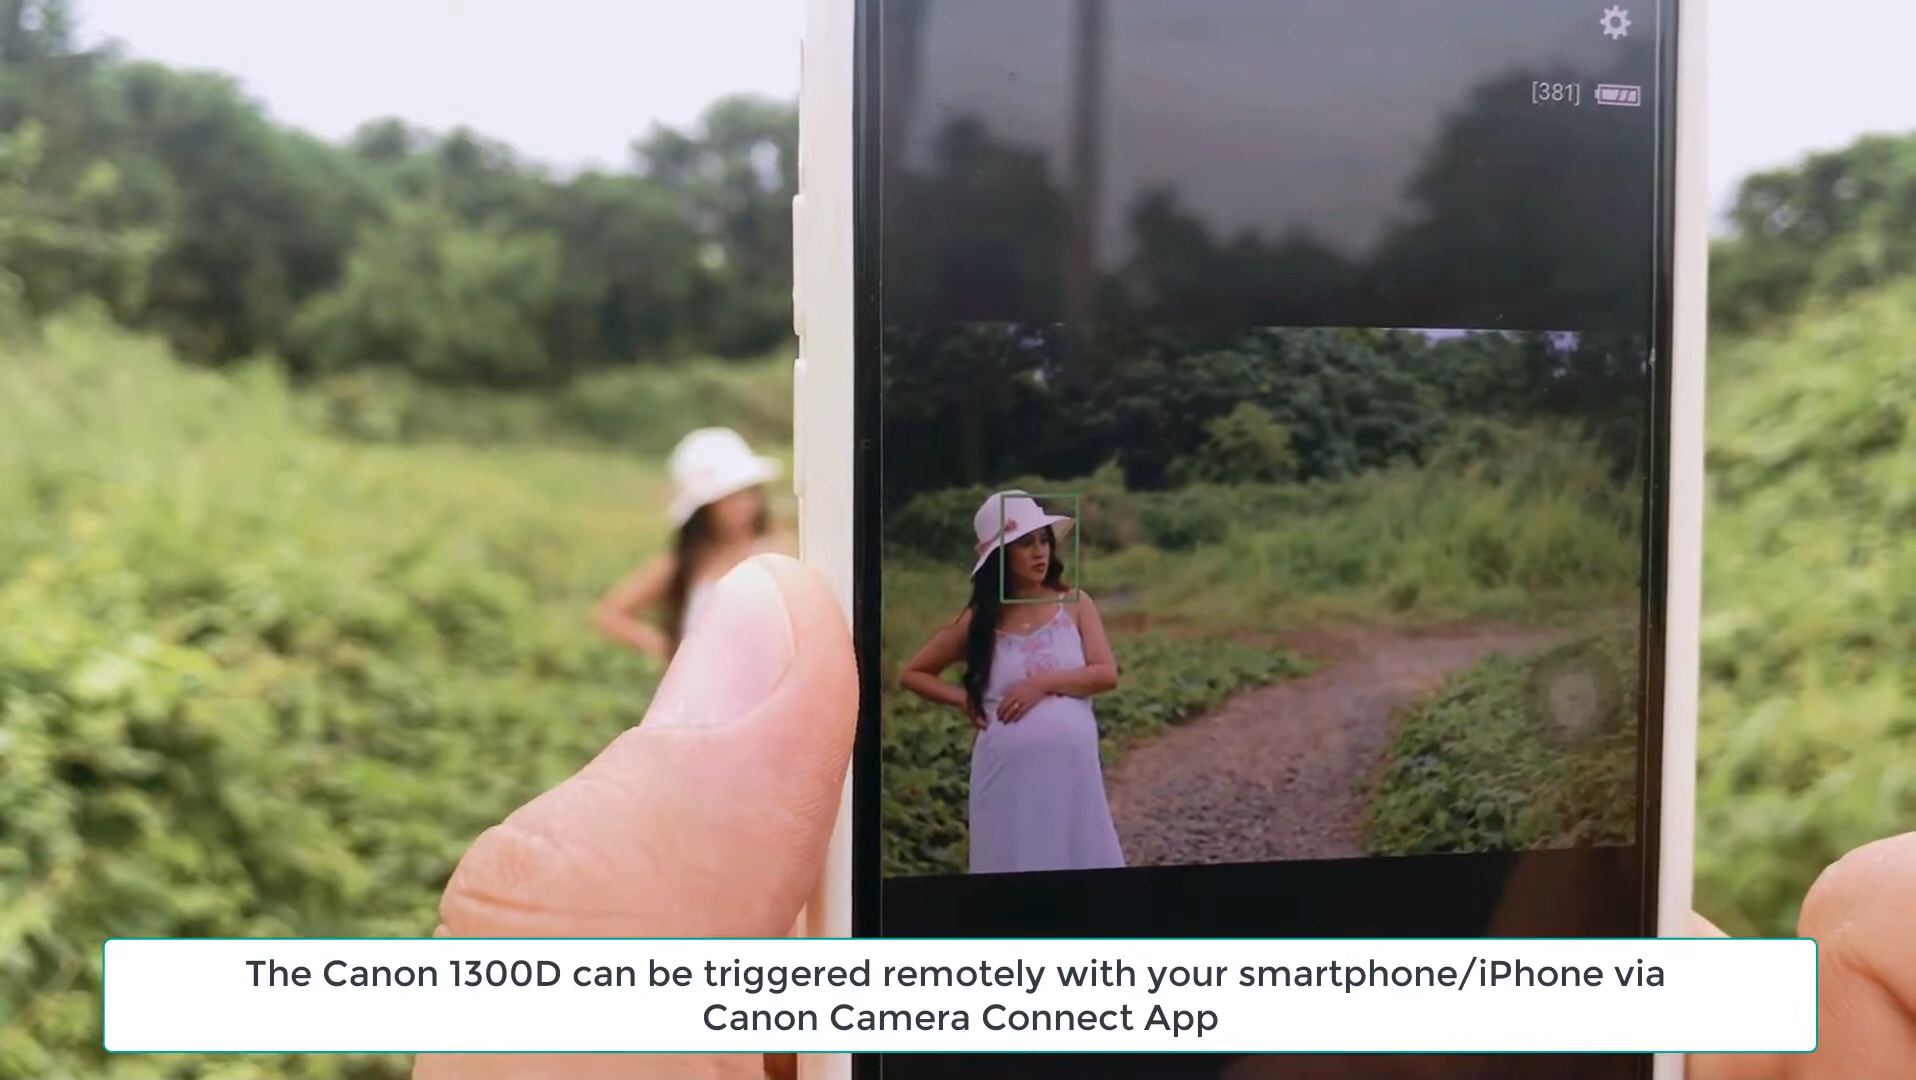 [381]
The Canon 1300D can be triggered remotely with your smartphone/iPhone via
Canon Camera Connect App